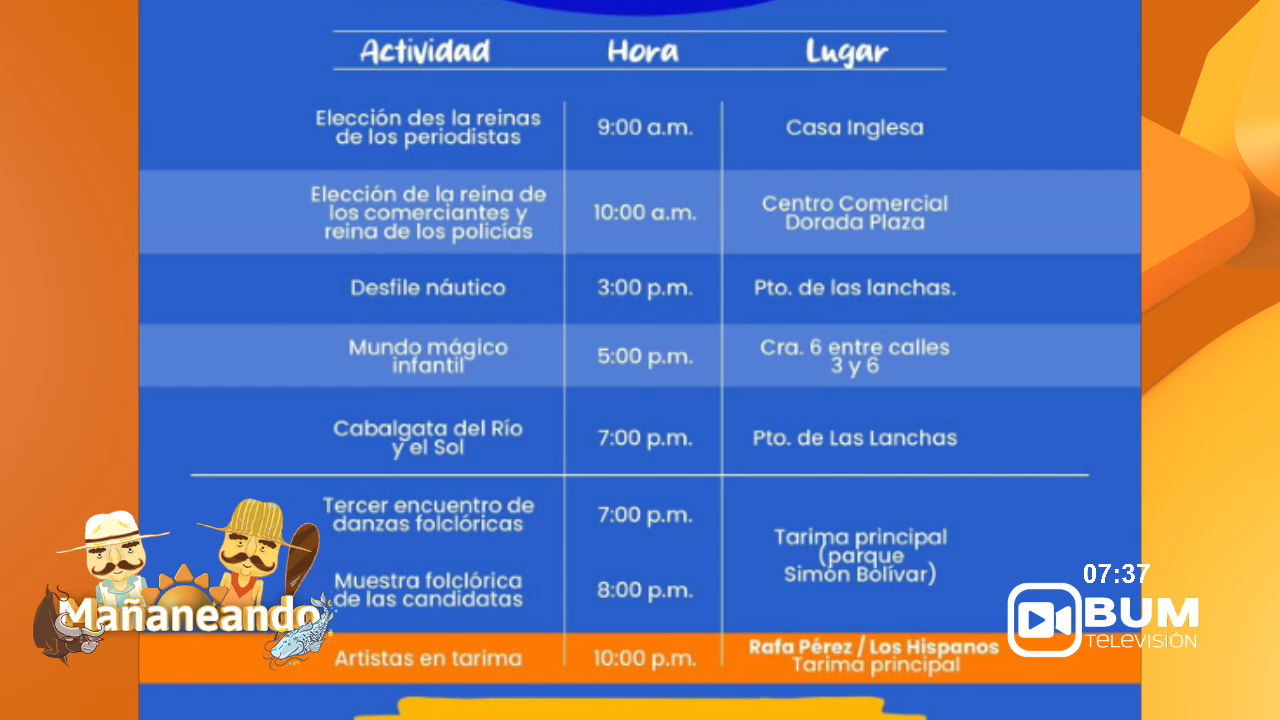 Actividad Hora Lugar
Elección des la reinas
de los periodistas
9:00 a.m.
Casa Inglesa
Elección de la reina de
los comerciantes y
reina de los policías
10:00 a.m.
Centro Comercial
Dorada Plaza
Desfile náutico
3:00 p.m.
Pto. de las lanchas.
Mundo mágico
infantil
5:00 p.m.
Cra. 6 entre calles
3 y 6
Cabalgata del Río
y el Sol
7:00 p.m.
Pto. de Las Lanchas
Tercer encuentro de
danzas folclóricas
7:00 p.m.
Muestra folclórica
de las candidatas
8:00 p.m.
Tarima principal
(parque
Simón Bolívar)
Artistas en tarima
10:00 p.m.
Rafa Pérez / Los Hispanos
Tarima principal
Mañaneando
07:37
BUM
TELEVISIÓN